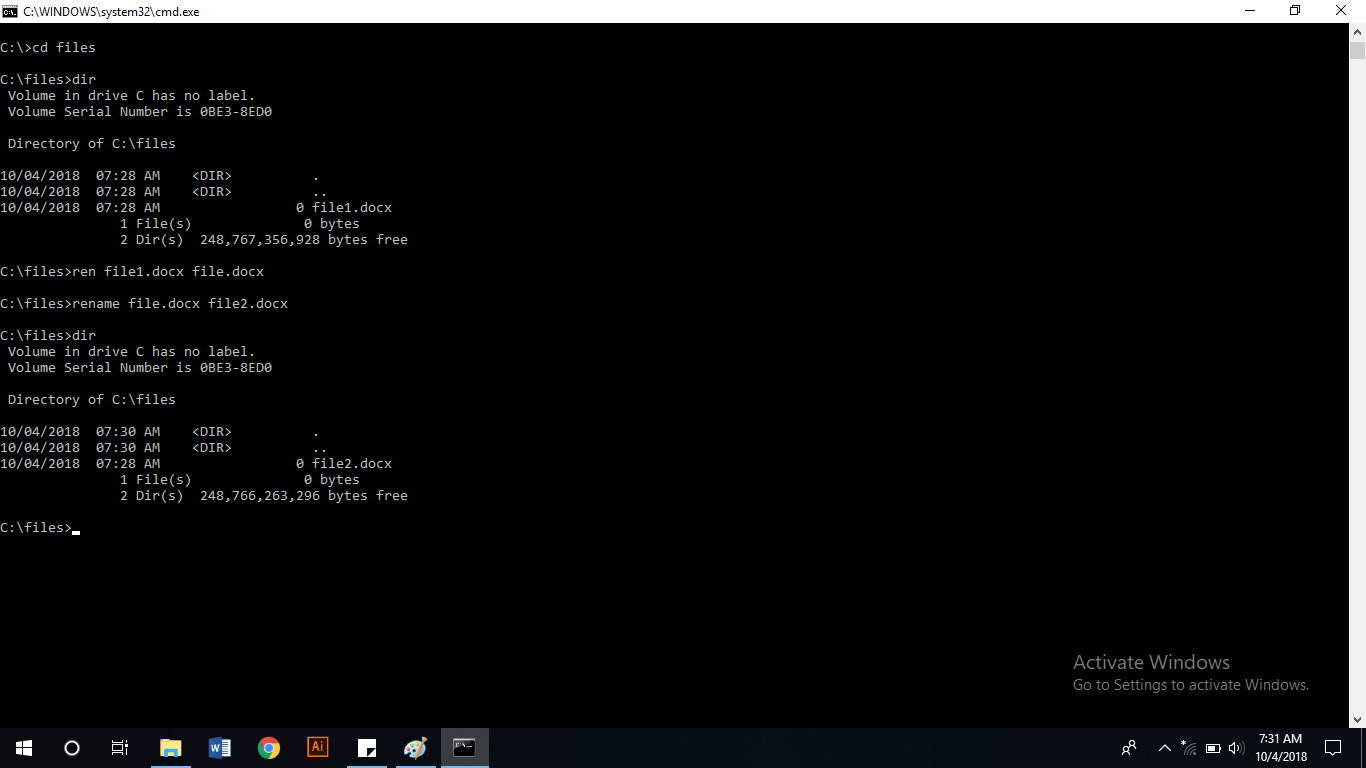 C:\WINDOWS\system32\cmd.exe
C:\>cd files
C:\files>dir
Volume in drive C has no label.
Volume Serial Number is 0BE3-8ED0
Directory of C:\files
10/04/2018  07:28 AM    <DIR>          .
10/04/2018  07:28 AM    <DIR>          ..
10/04/2018  07:28 AM                 0 file1.docx
1 File(s)              0 bytes
2 Dir(s)  248,767,356,928 bytes free
C:\files>ren file1.docx file.docx
C:\files>rename file.docx file2.docx
C:\files>dir
Volume in drive C has no label.
Volume Serial Number is 0BE3-8ED0
Directory of C:\files
10/04/2018  07:30 AM    <DIR>          .
10/04/2018  07:30 AM    <DIR>          ..
10/04/2018  07:28 AM                 0 file2.docx
1 File(s)              0 bytes
2 Dir(s)  248,766,263,296 bytes free
C:\files>
Activate Windows
Go to Settings to activate Windows.
Ai
7:31 AM
10/4/2018